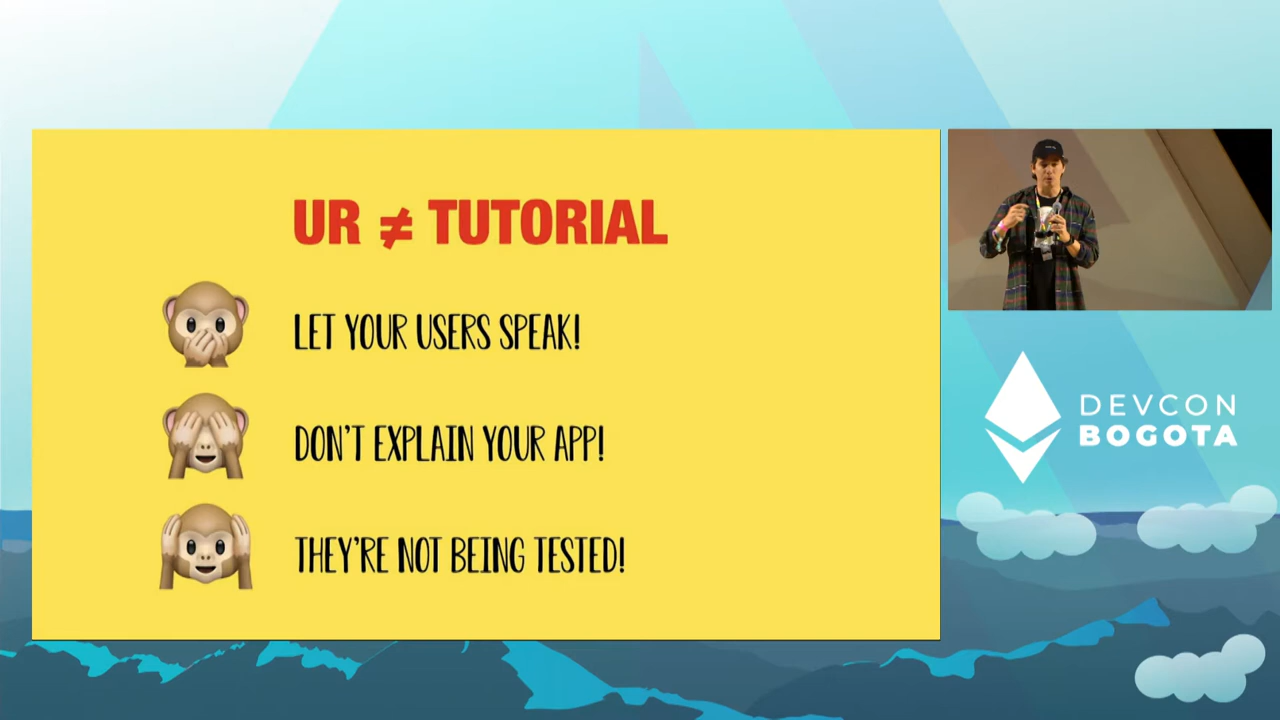 UR ≠ TUTORIAL
LET YOUR USERS SPEAK!
DON'T EXPLAIN YOUR APP!
THEY'RE NOT BEING TESTED!
DEVCON
BOGOTA